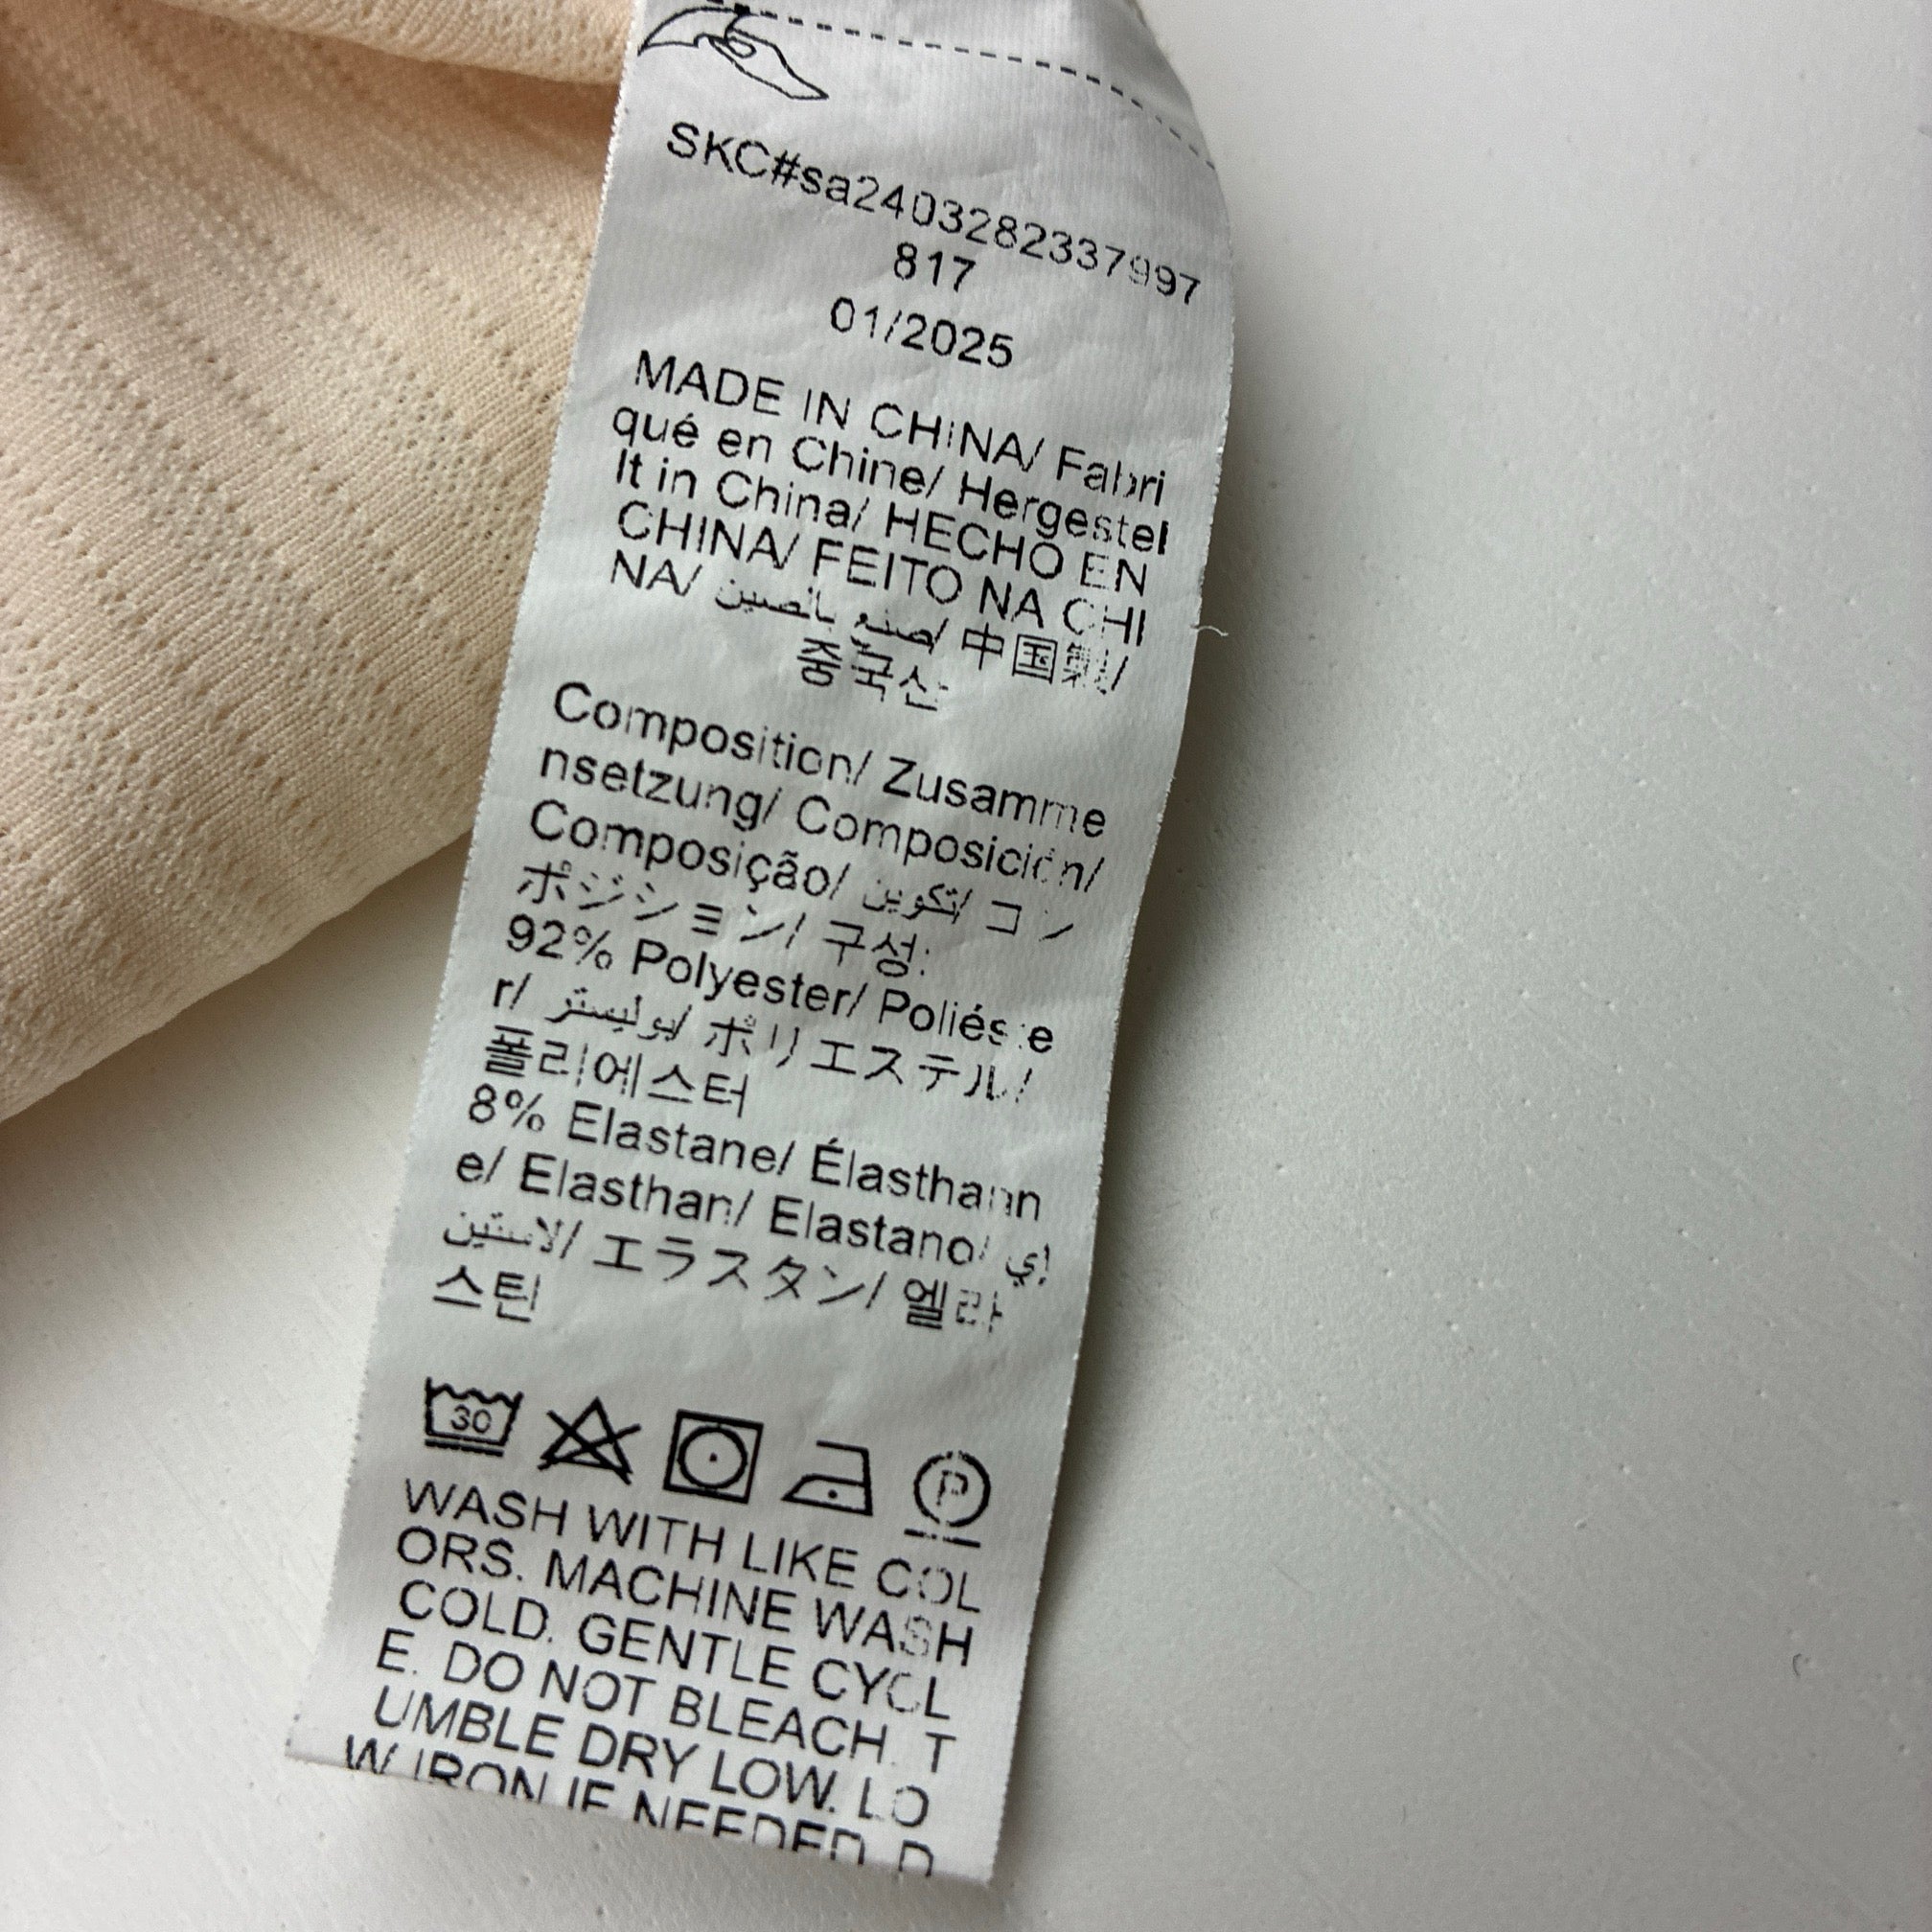 SKC#sa2403282337997
817
01/2025
MADE IN CHINA/ Fabri
qué en Chine/ Hergestel
lt in China/ HECHO EN
CHINA/ FEITO NA CHI
NA/ صنع بالصين/ 中国製/
중국산
Composition/ Zusamme
nsetzung/ Composición/
Composição/ تكوين/ コン
ポジション/ 구성:
92% Polyester/ Poliéste
r/ بوليستر/ ポリエステル/
폴리에스터
8% Elastane/ Élasthann
e/ Elasthan/ Elastano/ إي
لاستين/ エラスタン/ 엘라
스틴
30
P
WASH WITH LIKE COL
ORS. MACHINE WASH
COLD. GENTLE CYCL
E. DO NOT BLEACH. T
UMBLE DRY LOW. LO
W IRON IF NEEDED. D